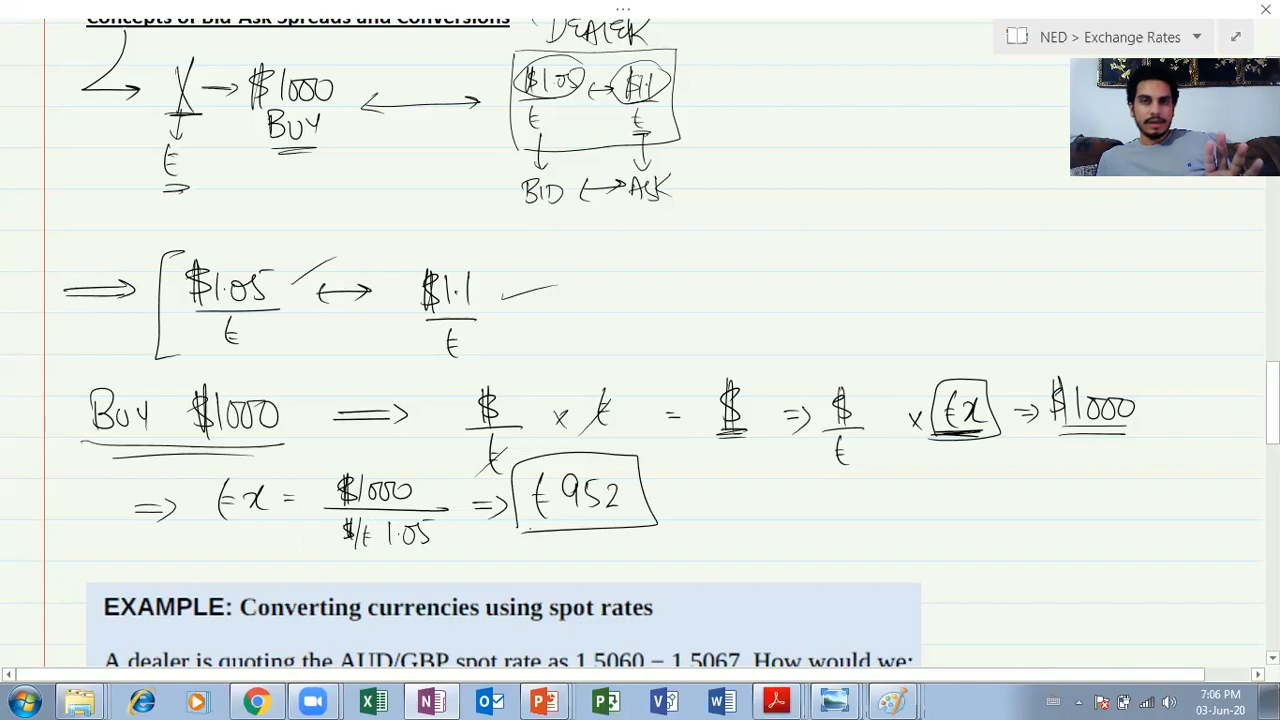 Concepts of Bid-Ask Spreads and Conversions
DEALER
NED > Exchange Rates
X → $1000 ↔ $1.05/€ ↔ $1.1/€
BUY
€
BID ↔ ASK
⟹ [ $1.05/€ ✓ ↔ $1.1/€ ✓
BUY $1000 ⟹ $/€ × € = $ ⇒ $/€ × €x ⇒ $1000
⇒ €x = $1000 / $/€ 1.05 ⇒ €952
EXAMPLE: Converting currencies using spot rates
A dealer is quoting the AUD/GBP spot rate as 1.5060 − 1.5067. How would we:
EN
7:06 PM
03-Jun-20